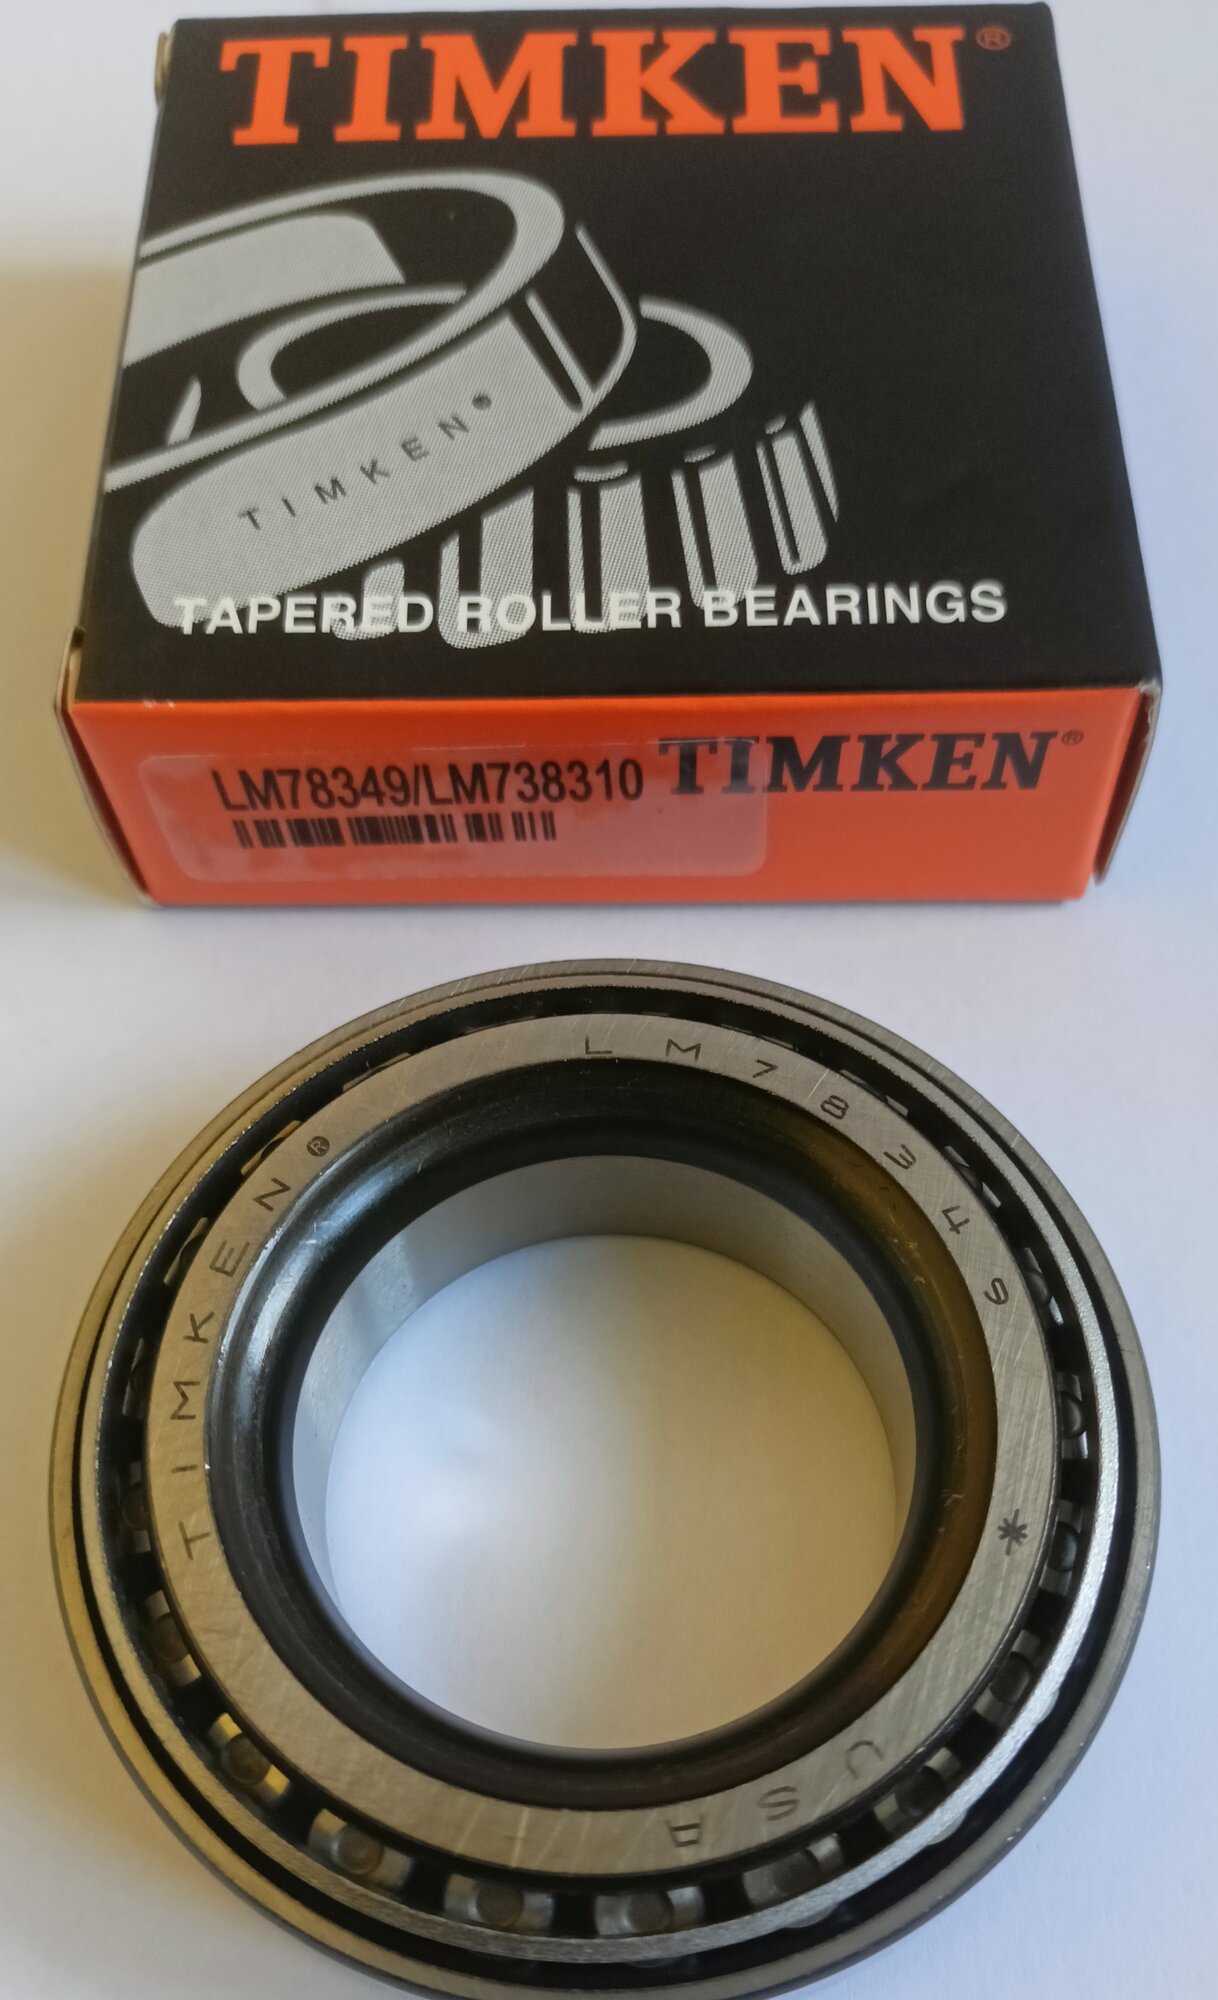 TIMKEN®
TIMKEN®
TAPERED ROLLER BEARINGS
LM78349/LM738310
TIMKEN®
TIMKEN®
LM78349
*
USA